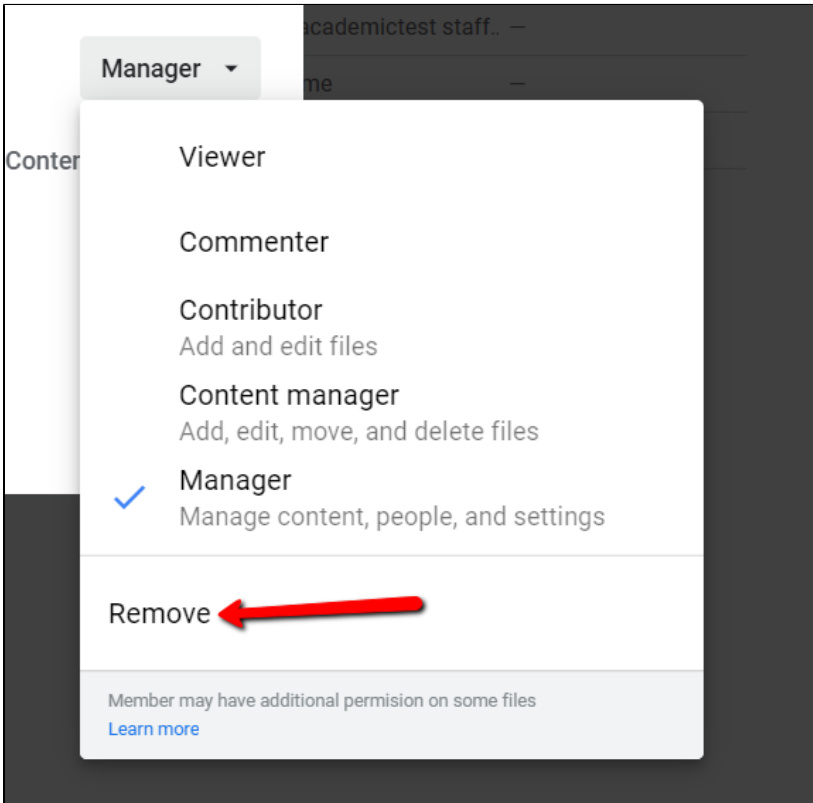 academictest staff.. —
Manager
me —
Conten
Viewer
Commenter
Contributor
Add and edit files
Content manager
Add, edit, move, and delete files
Manager
Manage content, people, and settings
Remove
Member may have additional permision on some files
Learn more